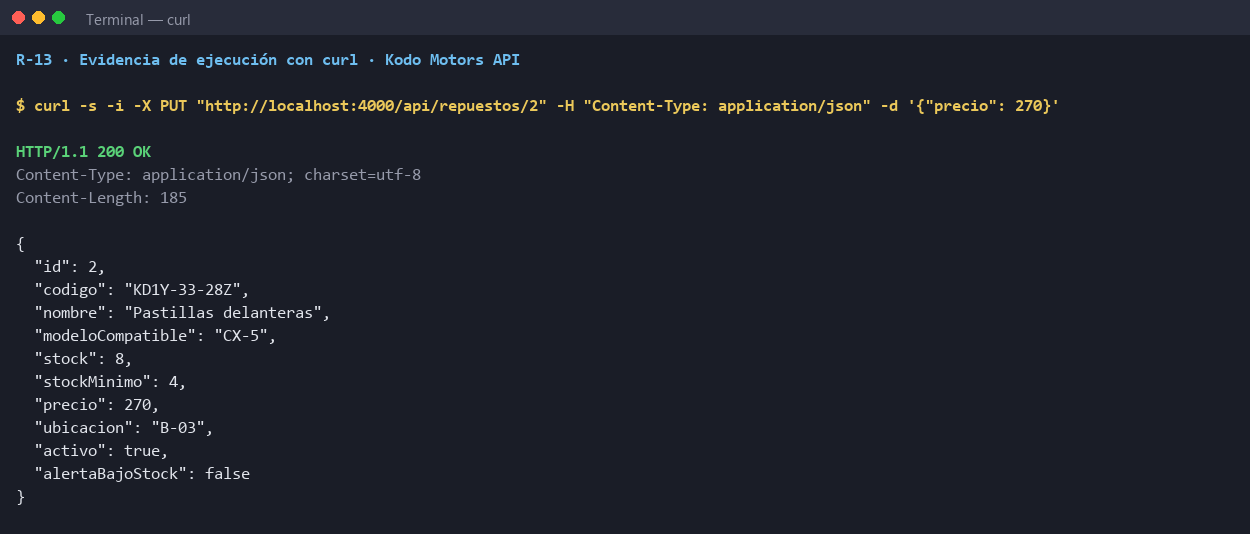 Terminal — curl
R-13 · Evidencia de ejecución con curl · Kodo Motors API
$ curl -s -i -X PUT "http://localhost:4000/api/repuestos/2" -H "Content-Type: application/json" -d '{"precio": 270}'
HTTP/1.1 200 OK
Content-Type: application/json; charset=utf-8
Content-Length: 185
{
  "id": 2,
  "codigo": "KD1Y-33-28Z",
  "nombre": "Pastillas delanteras",
  "modeloCompatible": "CX-5",
  "stock": 8,
  "stockMinimo": 4,
  "precio": 270,
  "ubicacion": "B-03",
  "activo": true,
  "alertaBajoStock": false
}